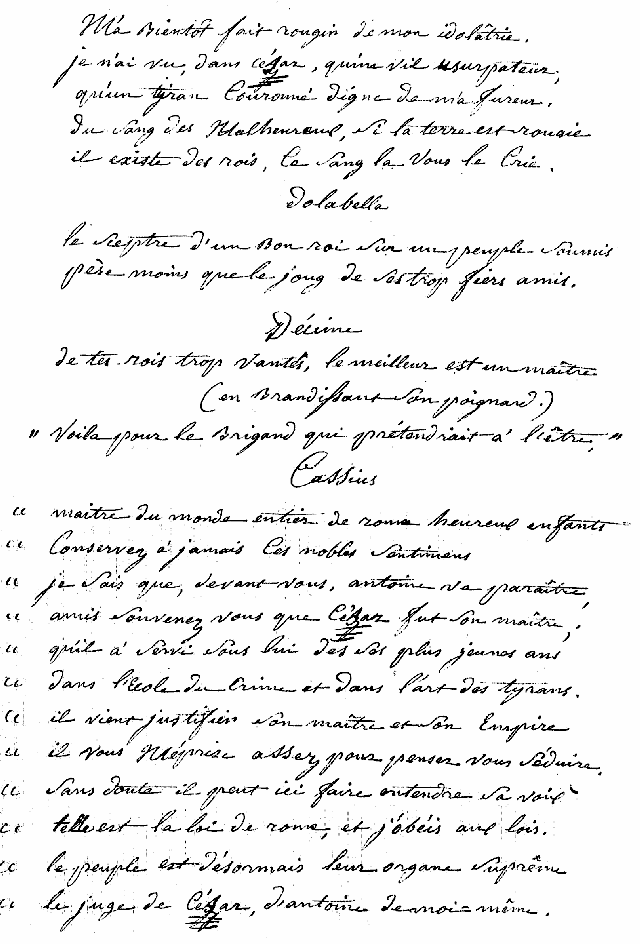 M'a Bientot fait rougir de mon idolâtrie.
je n'ai vu, dans César, qu'un vil usurpateur,
qu'un tÿran Couronné digne de ma fureur.
du sang des Malheureux, si la terre est rougie
il existe des rois, Ce sang la Vous le Crie.
dolabella
le sceptre d'un Bon roi sur un peuple soumis
pèse moins que le joug de ses trop fiers amis.
Décime
de tes rois trop Vantés, le meilleur est un maître
(en Brandissant son poignard.)
" Voila pour le Brigand qui prétendrait à l'être, "
Cassius
" maitre du monde entier de rome heureux enfants
" Conservez à jamais Ces nobles Sentimens
" je sais que, devant vous, antoine va paraître,
" amis souvenez vous que César fut son maître,
" qu'il à Servi sous lui dès ses plus jeunes ans
" dans l'Ecole du Crime et dans l'art des tyrans.
" il vient justifier son maître et son Empire
" il vous Méprise assez pour penser vous Séduire,
" sans doute il peut ici faire entendre sa voix
" telle est la loi de rome, et j'obéis aux lois.
" le peuple est désormais leur organe Suprême
" le juge de César, d'antoine de moi-même.